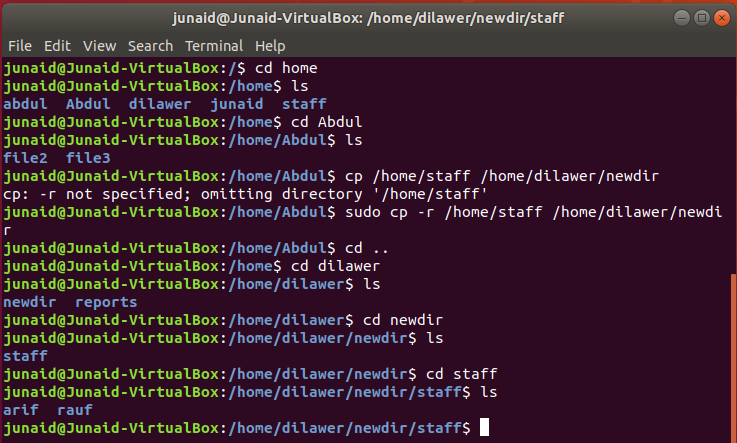 junaid@Junaid-VirtualBox: /home/dilawer/newdir/staff
File Edit View Search Terminal Help
junaid@Junaid-VirtualBox:/$ cd home
junaid@Junaid-VirtualBox:/home$ ls
abdul  Abdul  dilawer  junaid  staff
junaid@Junaid-VirtualBox:/home$ cd Abdul
junaid@Junaid-VirtualBox:/home/Abdul$ ls
file2  file3
junaid@Junaid-VirtualBox:/home/Abdul$ cp /home/staff /home/dilawer/newdir
cp: -r not specified; omitting directory '/home/staff'
junaid@Junaid-VirtualBox:/home/Abdul$ sudo cp -r /home/staff /home/dilawer/newdi
r
junaid@Junaid-VirtualBox:/home/Abdul$ cd ..
junaid@Junaid-VirtualBox:/home$ cd dilawer
junaid@Junaid-VirtualBox:/home/dilawer$ ls
newdir  reports
junaid@Junaid-VirtualBox:/home/dilawer$ cd newdir
junaid@Junaid-VirtualBox:/home/dilawer/newdir$ ls
staff
junaid@Junaid-VirtualBox:/home/dilawer/newdir$ cd staff
junaid@Junaid-VirtualBox:/home/dilawer/newdir/staff$ ls
arif  rauf
junaid@Junaid-VirtualBox:/home/dilawer/newdir/staff$